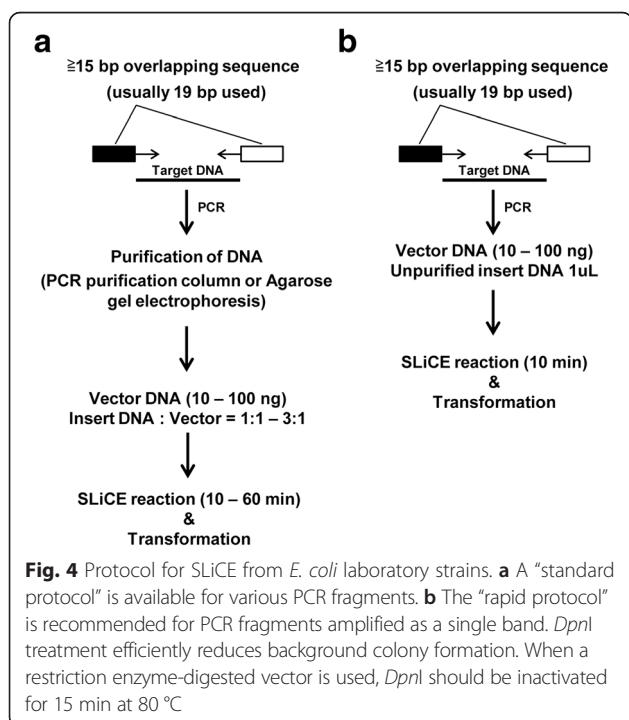 a
≧15 bp overlapping sequence
(usually 19 bp used)
Target DNA
PCR
Purification of DNA
(PCR purification column or Agarose
gel electrophoresis)
Vector DNA (10 – 100 ng)
Insert DNA : Vector = 1:1 – 3:1
SLiCE reaction (10 – 60 min)
&
Transformation
b
≧15 bp overlapping sequence
(usually 19 bp used)
Target DNA
PCR
Vector DNA (10 – 100 ng)
Unpurified insert DNA 1uL
SLiCE reaction (10 min)
&
Transformation
Fig. 4 Protocol for SLiCE from E. coli laboratory strains. a A “standard
protocol” is available for various PCR fragments. b The “rapid protocol”
is recommended for PCR fragments amplified as a single band. DpnI
treatment efficiently reduces background colony formation. When a
restriction enzyme-digested vector is used, DpnI should be inactivated
for 15 min at 80 °C